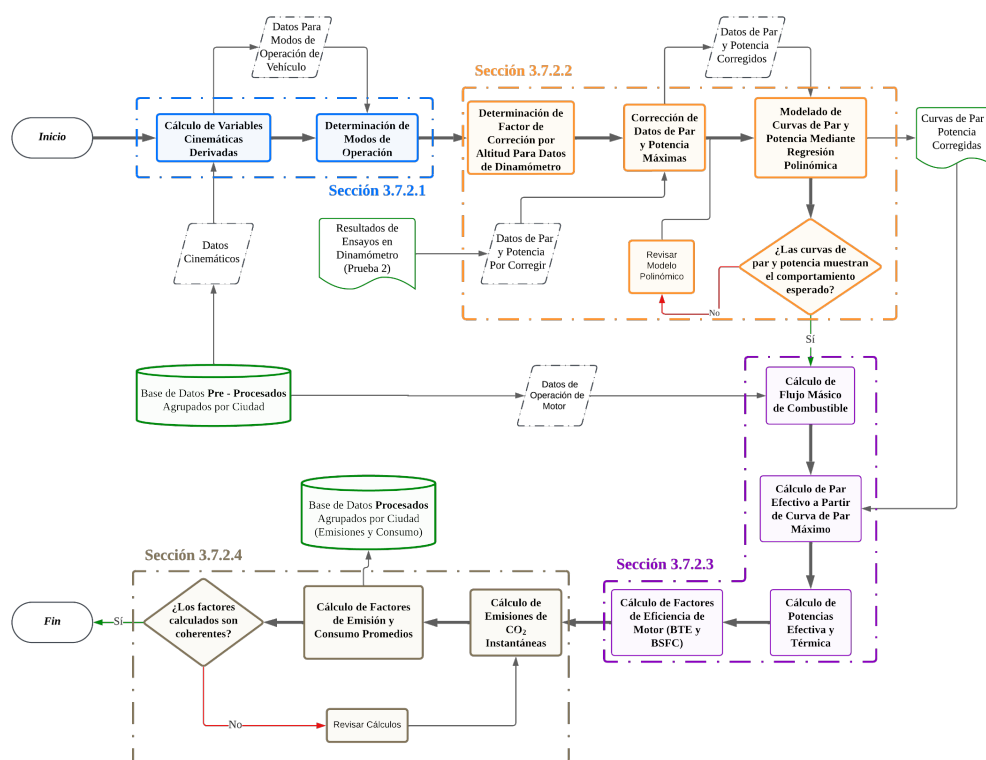 Datos Para
Modos de
Operación de
Vehículo
Datos de Par
y Potencia
Corregidos
Sección 3.7.2.2
Inicio
Cálculo de Variables
Cinemáticas
Derivadas
Determinación de
Modos de
Operación
Sección 3.7.2.1
Determinación de
Factor de
Correción por
Altitud Para Datos
de Dinamómetro
Corrección de
Datos de Par
y Potencia
Máximas
Modelado de
Curvas de Par y
Potencia Mediante
Regresión
Polinómica
Curvas de Par y
Potencia
Corregidas
Datos
Cinemáticos
Resultados de
Ensayos en
Dinamómetro
(Prueba 2)
Datos de Par
y Potencia
Por Corregir
Revisar
Modelo
Polinómico
¿Las curvas de
par y potencia muestran
el comportamiento
esperado?
No
Sí
Base de Datos Pre - Procesados
Agrupados por Ciudad
Datos de
Operación de
Motor
Cálculo de
Flujo Másico
de Combustible
Cálculo de Par
Efectivo a Partir
de Curva de Par
Máximo
Base de Datos Procesados
Agrupados por Ciudad
(Emisiones y Consumo)
Sección 3.7.2.4
Sección 3.7.2.3
Fin
Sí
¿Los factores
calculados son
coherentes?
Cálculo de Factores
de Emisión y
Consumo Promedios
Cálculo de
Emisiones de
CO₂
Instantáneas
Cálculo de Factores
de Eficiencia de
Motor (BTE y
BSFC)
Cálculo de
Potencias
Efectiva y
Térmica
No
Revisar Cálculos